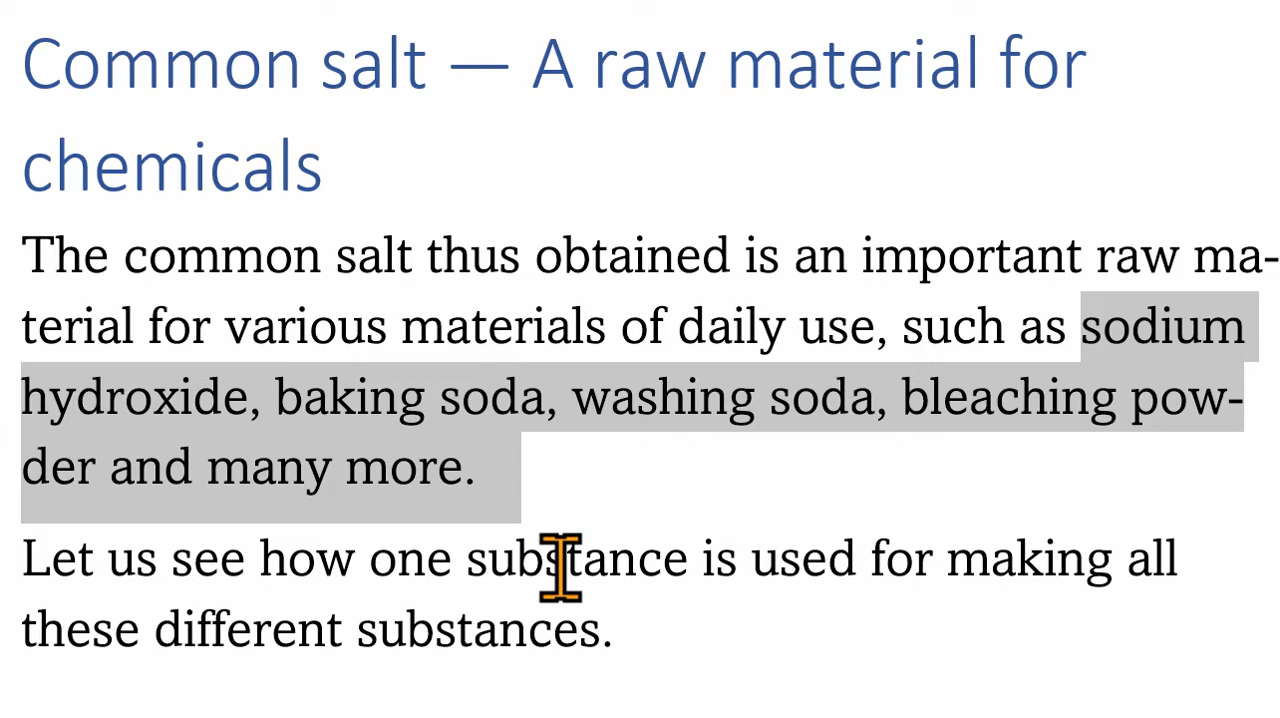 Common salt — A raw material for
chemicals
The common salt thus obtained is an important raw ma-
terial for various materials of daily use, such as sodium
hydroxide, baking soda, washing soda, bleaching pow-
der and many more.
Let us see how one substance is used for making all
these different substances.